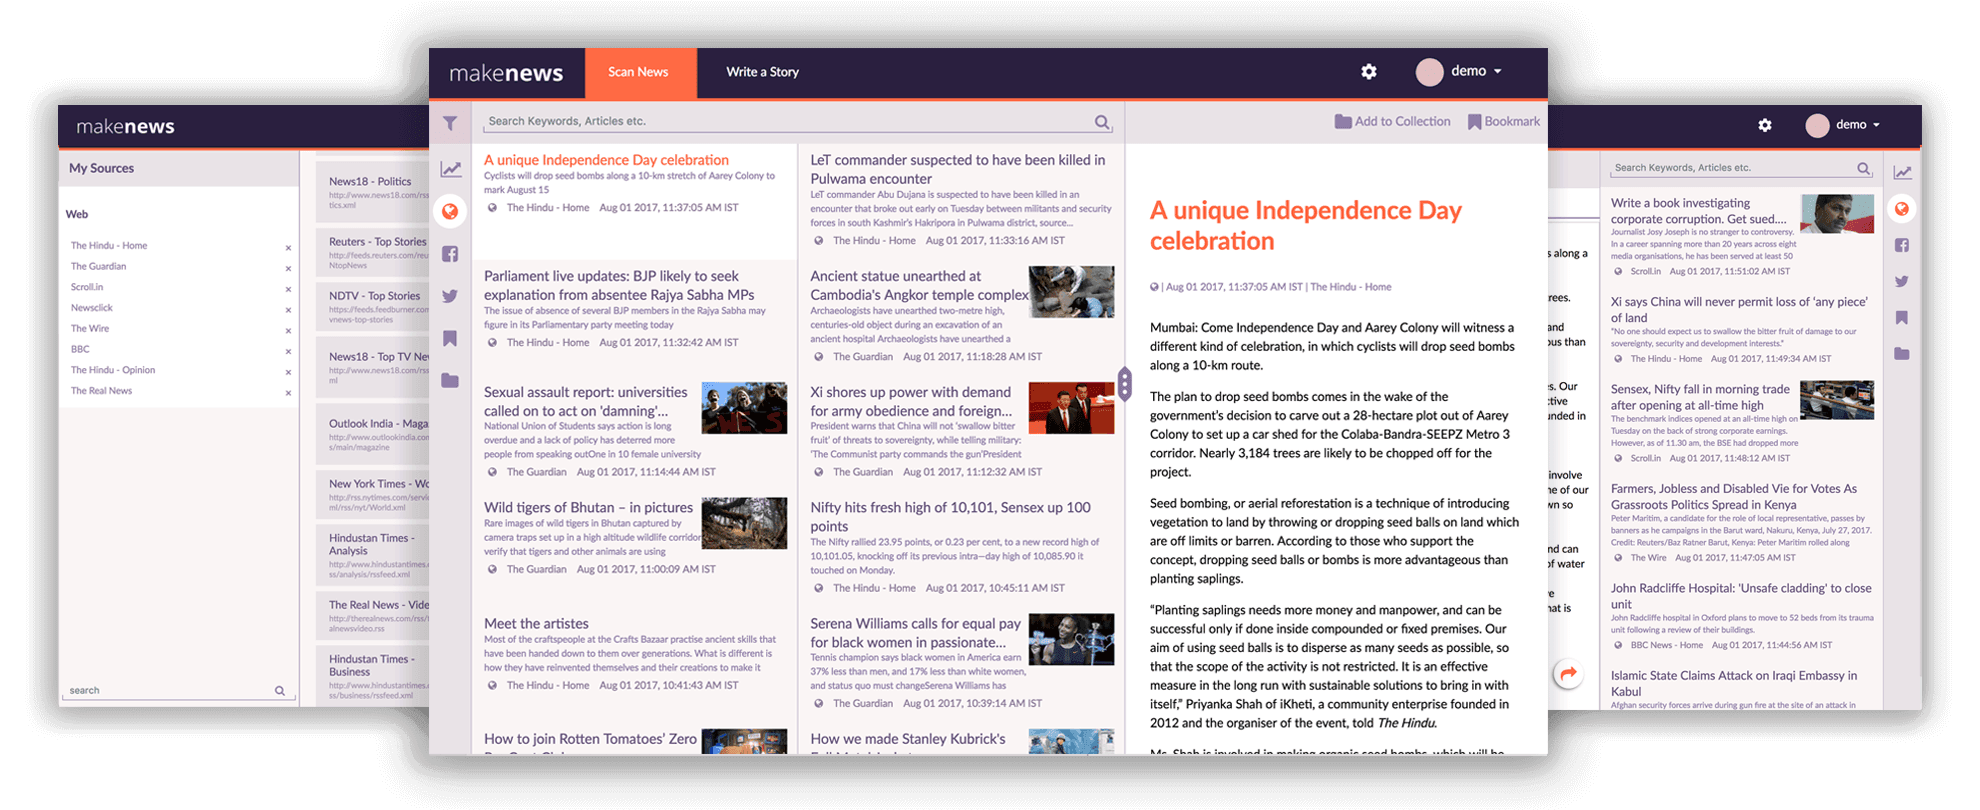 makenews
My Sources
Web
The Hindu - Home
The Guardian
Scroll.in
Newsclick
The Wire
BBC
The Hindu - Opinion
The Real News
search
News18 - Politics
http://www.news18.com/rss
tics.xml
Reuters - Top Stories
http://feeds.reuters.com/reu
NtopNews
NDTV - Top Stories
https://feeds.feedburner.com
vnews-top-stories
News18 - Top TV Nev
http://www.news18.com/rss
ml
Outlook India - Maga
http://www.outlookindia.com
s/main/magazine
New York Times - Wo
http://rss.nytimes.com/servic
ml/rss/nyt/World.xml
Hindustan Times -
Analysis
http://www.hindustantimes.c
ss/analysis/rssfeed.xml
The Real News - Vide
http://therealnews.com/rss/t
alnewsvideo.rss
Hindustan Times -
Business
http://www.hindustantimes.c
ss/business/rssfeed.xml
makenews
Scan News
Write a Story
demo
Search Keywords, Articles etc.
Add to Collection
Bookmark
A unique Independence Day celebration
Cyclists will drop seed bombs along a 10-km stretch of Aarey Colony to
mark August 15
The Hindu - Home Aug 01 2017, 11:37:05 AM IST
Parliament live updates: BJP likely to seek
explanation from absentee Rajya Sabha MPs
The issue of absence of several BJP members in the Rajya Sabha may
figure in its Parliamentary party meeting today
The Hindu - Home Aug 01 2017, 11:32:42 AM IST
Sexual assault report: universities
called on to act on 'damning'...
National Union of Students says action is long
overdue and a lack of policy has deterred more
people from speaking outOne in 10 female university
The Guardian Aug 01 2017, 11:14:44 AM IST
Wild tigers of Bhutan – in pictures
Rare images of wild tigers in Bhutan captured by
camera traps set up in a high altitude wildlife corridor
verify that tigers and other animals are using
The Guardian Aug 01 2017, 11:00:09 AM IST
Meet the artistes
Most of the craftspeople at the Crafts Bazaar practise ancient skills that
have been handed down to them over generations. What is different is
how they have reinvented themselves and their creations to make it
The Hindu - Home Aug 01 2017, 10:41:43 AM IST
How to join Rotten Tomatoes' Zero
LeT commander suspected to have been killed in
Pulwama encounter
LeT commander Abu Dujana is suspected to have been killed in an
encounter that broke out early on Tuesday between militants and security
forces in south Kashmir's Hakripora in Pulwama district, source...
The Hindu - Home Aug 01 2017, 11:33:16 AM IST
Ancient statue unearthed at
Cambodia's Angkor temple complex
Archaeologists have unearthed two-metre high,
centuries-old object during an excavation of an
ancient hospital Archaeologists have unearthed a
The Guardian Aug 01 2017, 11:18:28 AM IST
Xi shores up power with demand
for army obedience and foreign...
President warns that China will not 'swallow bitter
fruit' of threats to sovereignty, while telling military:
'The Communist party commands the gun'President
The Guardian Aug 01 2017, 11:12:32 AM IST
Nifty hits fresh high of 10,101, Sensex up 100
points
The Nifty rallied 23.95 points, or 0.23 per cent, to a new record high of
10,101.05, knocking off its previous intra—day high of 10,085.90 it
touched on Monday.
The Hindu - Home Aug 01 2017, 10:45:11 AM IST
Serena Williams calls for equal pay
for black women in passionate...
Tennis champion says black women in America earn
37% less than men, and 17% less than white women,
and status quo must changeSerena Williams has
The Guardian Aug 01 2017, 10:39:14 AM IST
How we made Stanley Kubrick's
A unique Independence Day
celebration
| Aug 01 2017, 11:37:05 AM IST | The Hindu - Home
Mumbai: Come Independence Day and Aarey Colony will witness a
different kind of celebration, in which cyclists will drop seed bombs
along a 10-km route.
The plan to drop seed bombs comes in the wake of the
government's decision to carve out a 28-hectare plot out of Aarey
Colony to set up a car shed for the Colaba-Bandra-SEEPZ Metro 3
corridor. Nearly 3,184 trees are likely to be chopped off for the
project.
Seed bombing, or aerial reforestation is a technique of introducing
vegetation to land by throwing or dropping seed balls on land which
are off limits or barren. According to those who support the
concept, dropping seed balls or bombs is more advantageous than
planting saplings.
“Planting saplings needs more money and manpower, and can be
successful only if done inside compounded or fixed premises. Our
aim of using seed balls is to disperse as many seeds as possible, so
that the scope of the activity is not restricted. It is an effective
measure in the long run with sustainable solutions to bring in with
itself,” Priyanka Shah of iKheti, a community enterprise founded in
2012 and the organiser of the event, told The Hindu.
Ms. Shah is involved in making organic seed bombs, which will be
demo
s along a
rees.
and
ous than
s. Our
ctive
unded in
involve
ne of our
wn so
nd can
of water
re
hat is
Search Keywords, Articles etc.
Write a book investigating
corporate corruption. Get sued....
Journalist Josy Joseph is no stranger to controversy.
In a career spanning more than 20 years across eight
media organisations, he has been served at least 50
Scroll.in Aug 01 2017, 11:51:02 AM IST
Xi says China will never permit loss of ‘any piece’
of land
“No one should expect us to swallow the bitter fruit of damage to our
sovereignty, security and development interests.”
The Hindu - Home Aug 01 2017, 11:49:34 AM IST
Sensex, Nifty fall in morning trade
after opening at all-time high
The benchmark indices opened at an all-time high on
Tuesday on the back of strong corporate earnings.
However, as of 11.30 am, the BSE had dropped more
Scroll.in Aug 01 2017, 11:48:12 AM IST
Farmers, Jobless and Disabled Vie for Votes As
Grassroots Politics Spread in Kenya
Peter Maritim, a candidate for the role of local representative, passes by
banners as he campaigns in the Barut ward, Nakuru, Kenya, July 27, 2017.
Credit: Reuters/Baz Ratner Barut, Kenya: Peter Maritim rolled along
The Wire Aug 01 2017, 11:47:05 AM IST
John Radcliffe Hospital: 'Unsafe cladding' to close
unit
John Radcliffe hospital in Oxford plans to move to 52 beds from its trauma
unit following a review of their buildings.
BBC News - Home Aug 01 2017, 11:44:56 AM IST
Islamic State Claims Attack on Iraqi Embassy in
Kabul
Afghan security forces arrive during gun fire at the site of an attack in